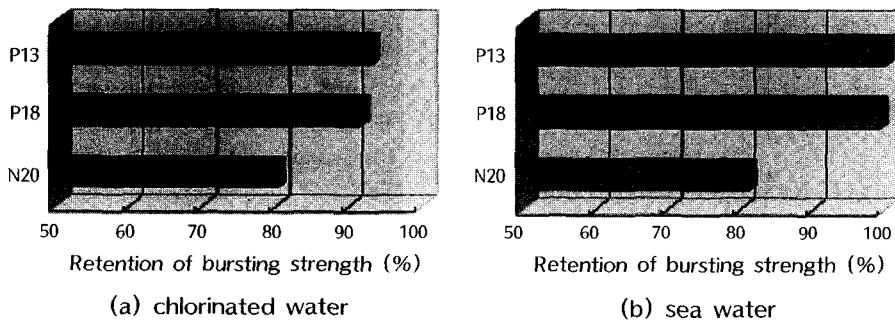 P13
P18
N20
50 60 70 80 90 100
Retention of bursting strength (%)
(a) chlorinated water
P13
P18
N20
50 60 70 80 90 100
Retention of bursting strength (%)
(b) sea water